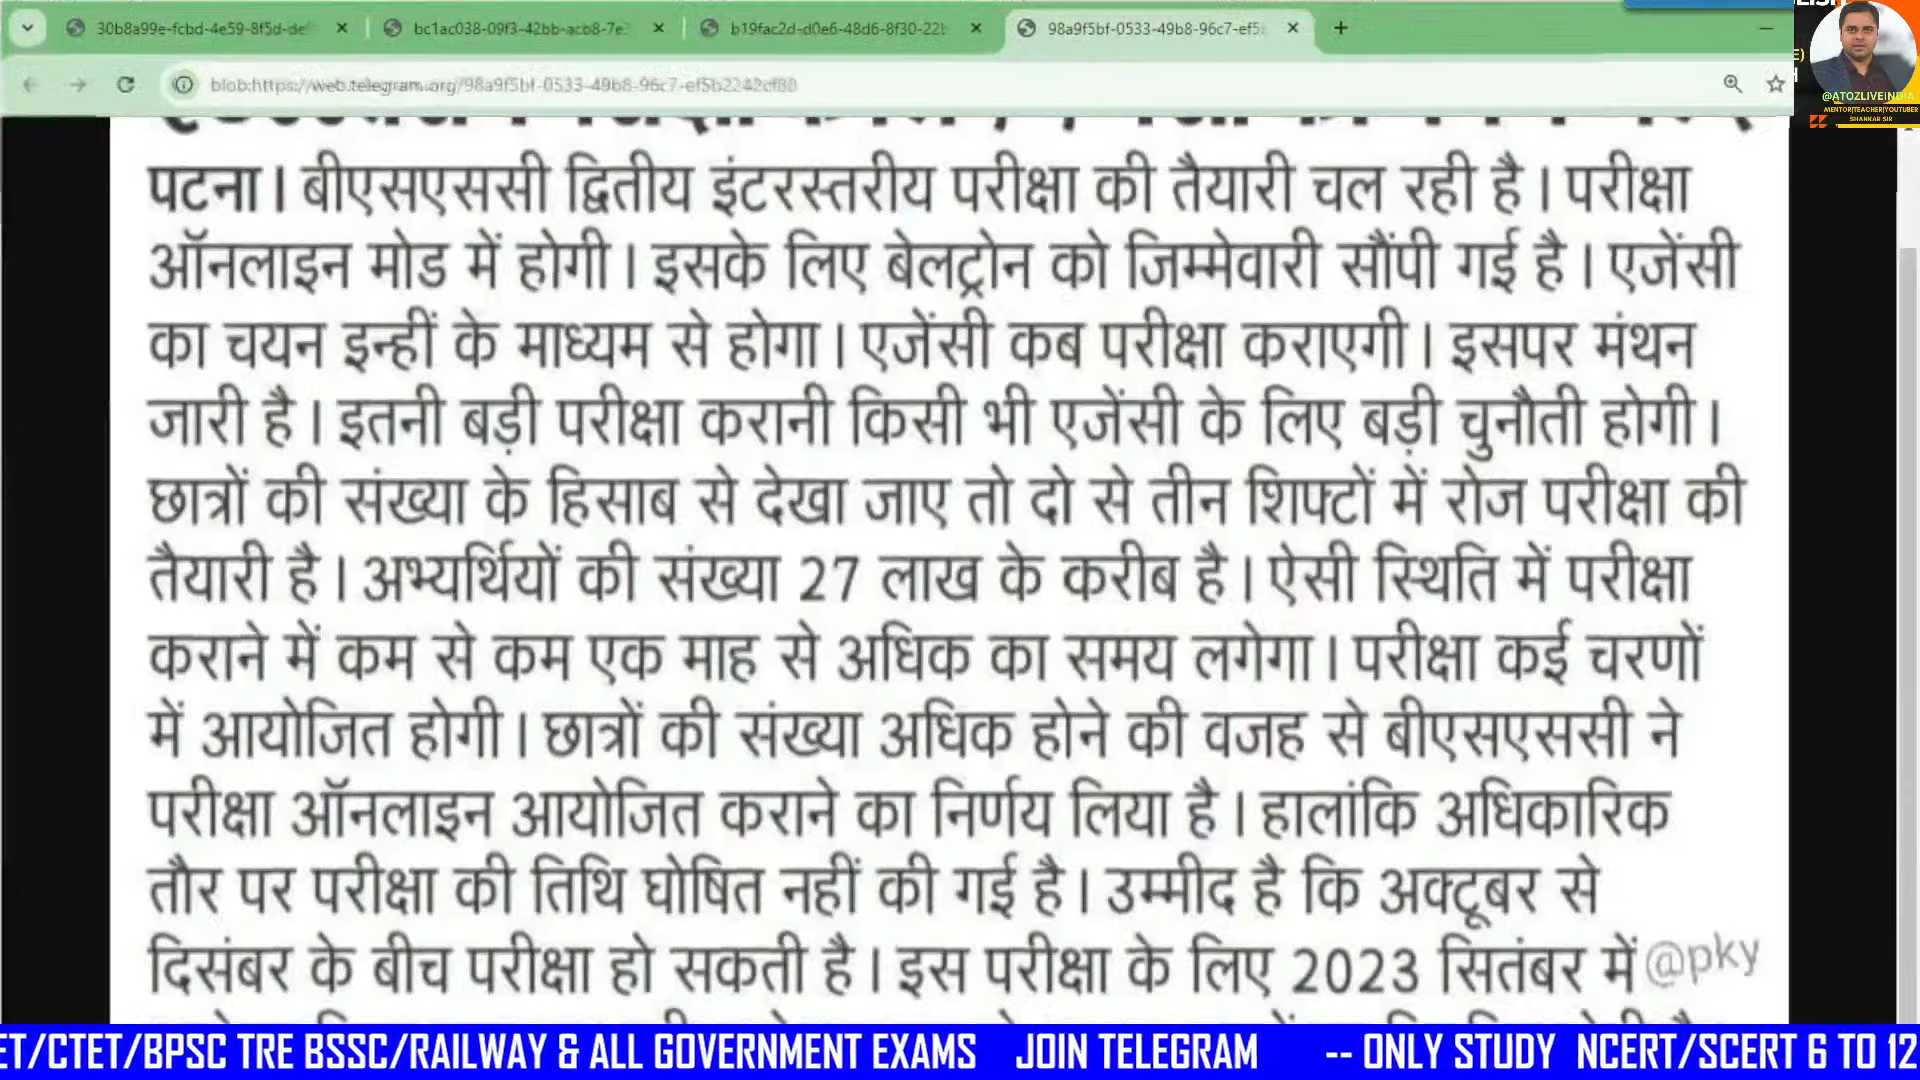 30b8a99e-fcbd-4e59-8f5d-de
bc1ac038-09f3-42bb-acb8-7e
b19fac2d-d0e6-48d6-8f30-22b
98a9f5bf-0533-49b8-96c7-ef5
blob:https://web.telegram.org/98a9f5bf-0533-49b8-96c7-ef5b2242cf80
@ATOZLIVEINDIA
MENTOR|TEACHER|YOUTUBER
SHANKAR SIR
पटना। बीएसएससी द्वितीय इंटरस्तरीय परीक्षा की तैयारी चल रही है। परीक्षा
ऑनलाइन मोड में होगी। इसके लिए बेलट्रोन को जिम्मेवारी सौंपी गई है। एजेंसी
का चयन इन्हीं के माध्यम से होगा। एजेंसी कब परीक्षा कराएगी। इसपर मंथन
जारी है। इतनी बड़ी परीक्षा करानी किसी भी एजेंसी के लिए बड़ी चुनौती होगी।
छात्रों की संख्या के हिसाब से देखा जाए तो दो से तीन शिफ्टों में रोज परीक्षा की
तैयारी है। अभ्यर्थियों की संख्या 27 लाख के करीब है। ऐसी स्थिति में परीक्षा
कराने में कम से कम एक माह से अधिक का समय लगेगा। परीक्षा कई चरणों
में आयोजित होगी। छात्रों की संख्या अधिक होने की वजह से बीएसएससी ने
परीक्षा ऑनलाइन आयोजित कराने का निर्णय लिया है। हालांकि अधिकारिक
तौर पर परीक्षा की तिथि घोषित नहीं की गई है। उम्मीद है कि अक्टूबर से
दिसंबर के बीच परीक्षा हो सकती है। इस परीक्षा के लिए 2023 सितंबर में @pky
ET/CTET/BPSC TRE BSSC/RAILWAY & ALL GOVERNMENT EXAMS JOIN TELEGRAM -- ONLY STUDY NCERT/SCERT 6 TO 12